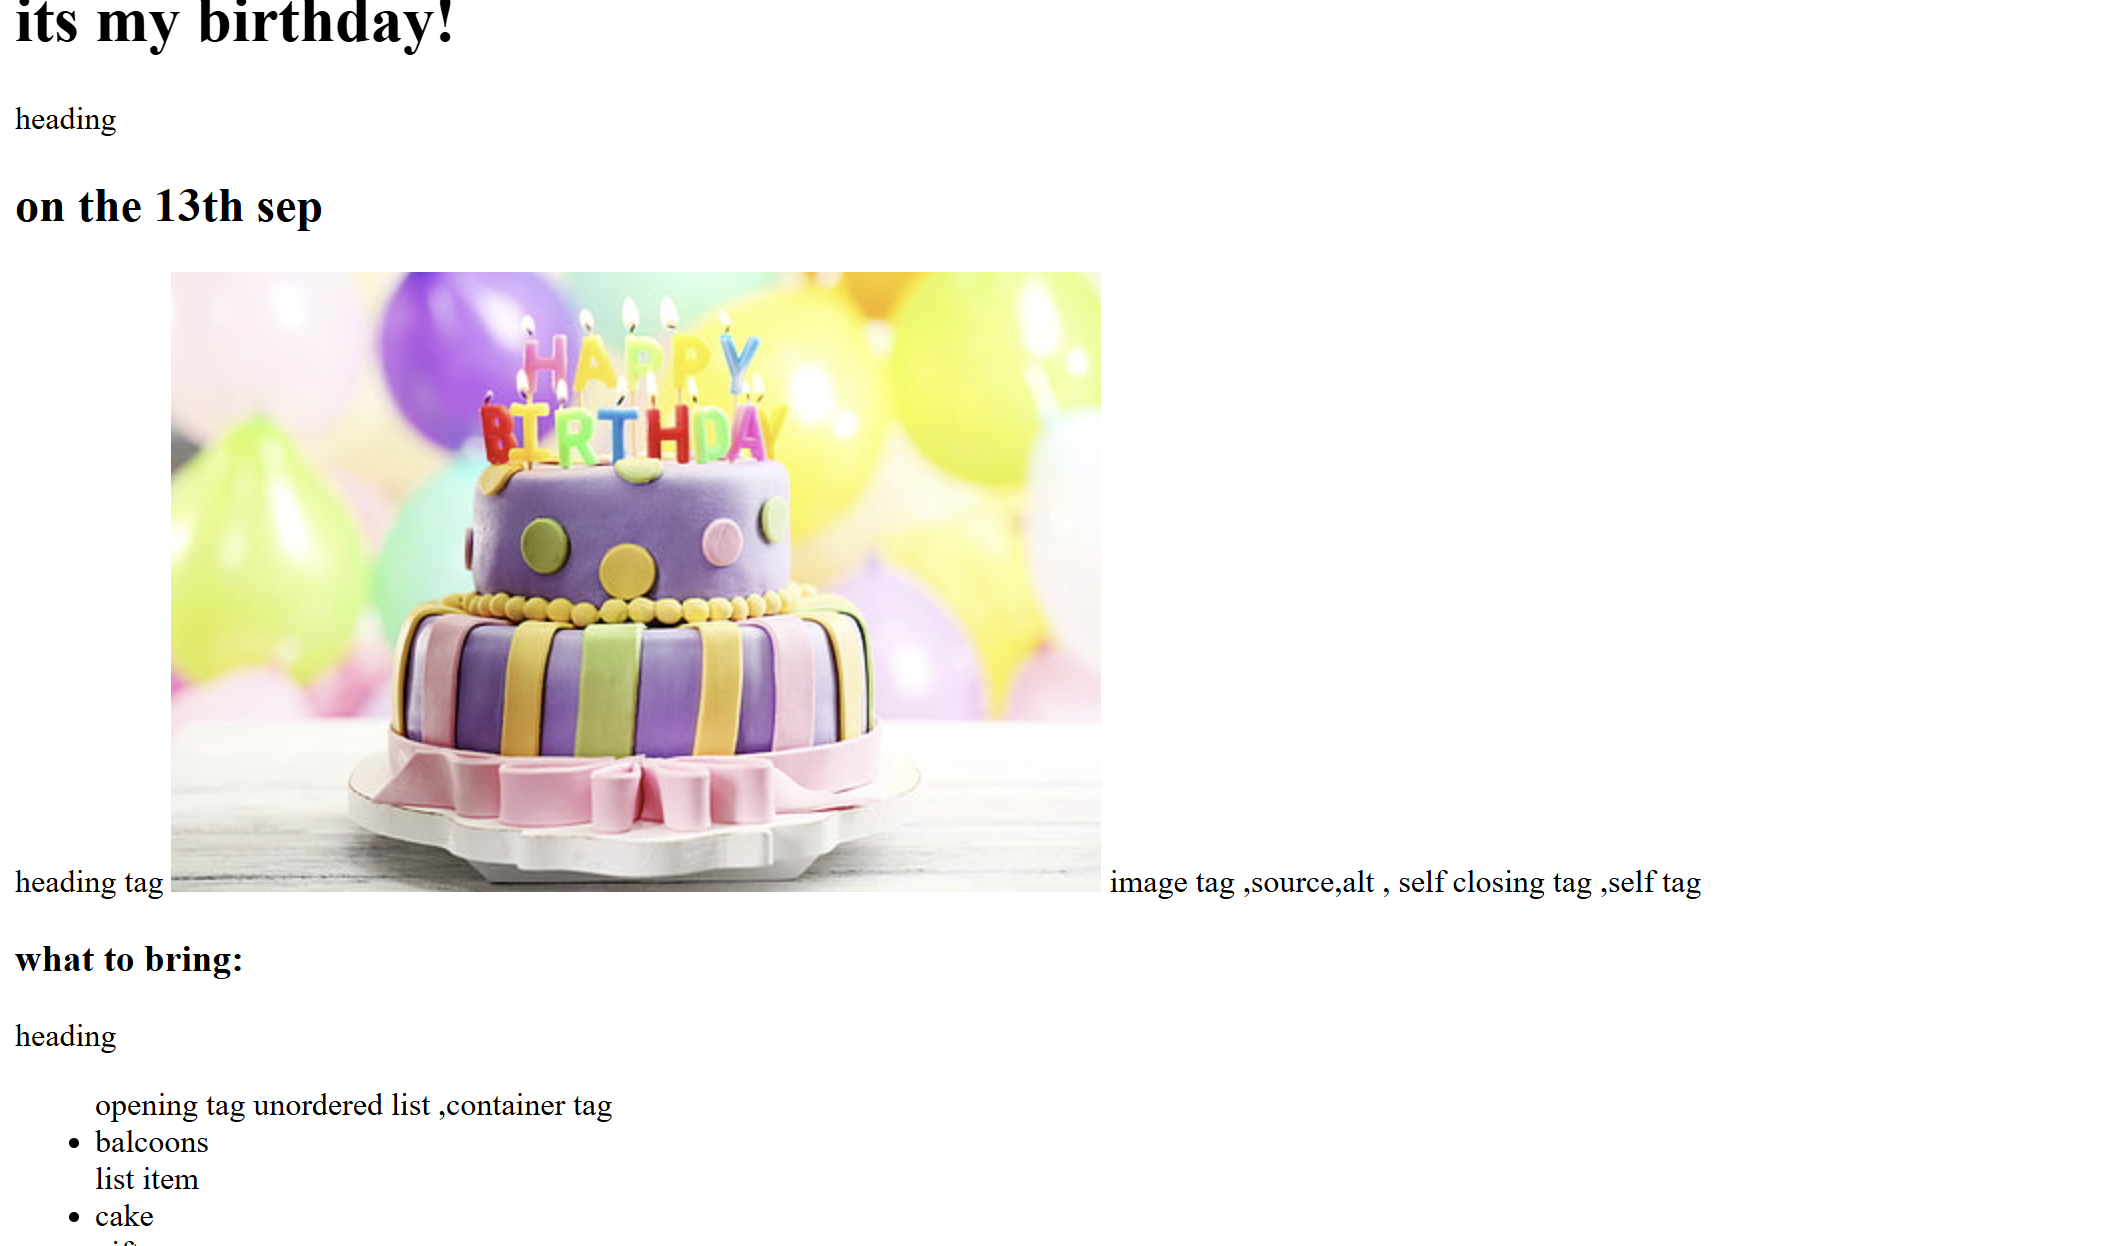 its my birthday!
heading
on the 13th sep
HAPPY
BIRTHDAY
heading tag image tag ,source,alt , self closing tag ,self tag
what to bring:
heading
opening tag unordered list ,container tag
balcoons
list item
cake